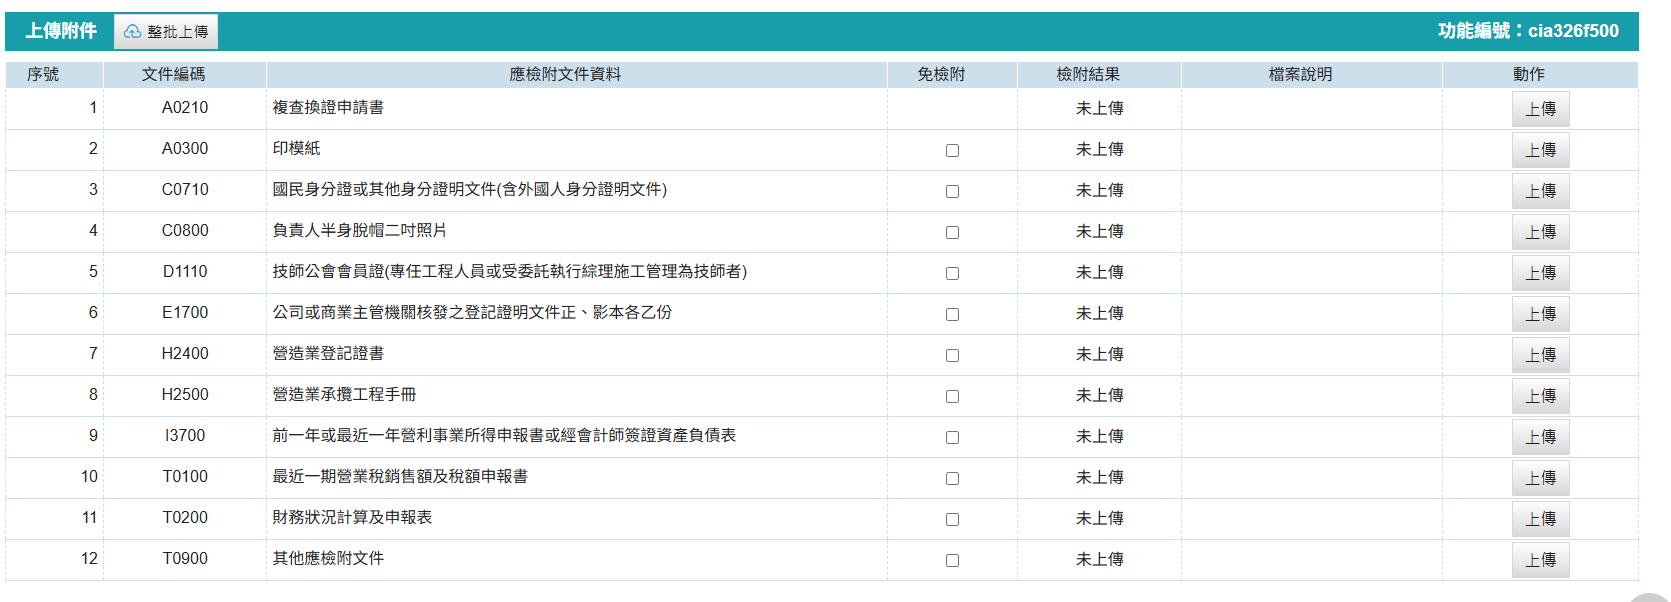 上傳附件 整批上傳 功能編號：cia326f500
序號 文件編碼 應檢附文件資料 免檢附 檢附結果 檔案說明 動作
1 A0210 複查換證申請書 未上傳 上傳
2 A0300 印模紙 未上傳 上傳
3 C0710 國民身分證或其他身分證明文件(含外國人身分證明文件) 未上傳 上傳
4 C0800 負責人半身脫帽二吋照片 未上傳 上傳
5 D1110 技師公會會員證(專任工程人員或受委託執行綜理施工管理為技師者) 未上傳 上傳
6 E1700 公司或商業主管機關核發之登記證明文件正、影本各乙份 未上傳 上傳
7 H2400 營造業登記證書 未上傳 上傳
8 H2500 營造業承攬工程手冊 未上傳 上傳
9 I3700 前一年或最近一年營利事業所得申報書或經會計師簽證資產負債表 未上傳 上傳
10 T0100 最近一期營業稅銷售額及稅額申報書 未上傳 上傳
11 T0200 財務狀況計算及申報表 未上傳 上傳
12 T0900 其他應檢附文件 未上傳 上傳